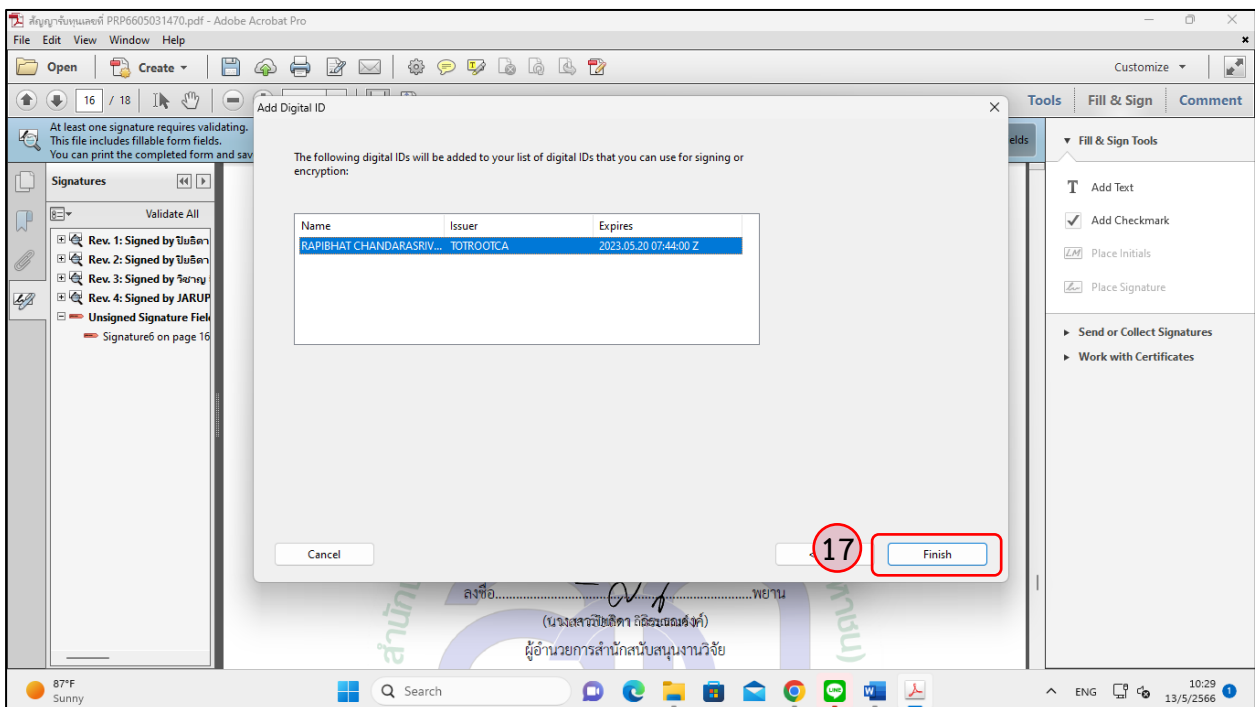 สัญญารับทุนเลขที่ PRP6605031470.pdf - Adobe Acrobat Pro
File Edit View Window Help
Open Create Customize
16 / 18 Tools Fill & Sign Comment
Add Digital ID
At least one signature requires validating.
This file includes fillable form fields.
You can print the completed form and sav
elds
The following digital IDs will be added to your list of digital IDs that you can use for signing or
encryption:
Name Issuer Expires
RAPIBHAT CHANDARASRIV... TOTROOTCA 2023.05.20 07:44:00 Z
Signatures
Validate All
Rev. 1: Signed by ปิยธิดา
Rev. 2: Signed by ปิยธิดา
Rev. 3: Signed by วิชาญ
Rev. 4: Signed by JARUP
Unsigned Signature Fiel
Signature6 on page 16
Fill & Sign Tools
Add Text
Add Checkmark
Place Initials
Place Signature
Send or Collect Signatures
Work with Certificates
Cancel
17
Finish
ลงชื่อ..........พยาน
ผู้อำนวยการสำนักสนับสนุนงานวิจัย
87°F
Sunny
Search
ENG
10:29
13/5/2566
1